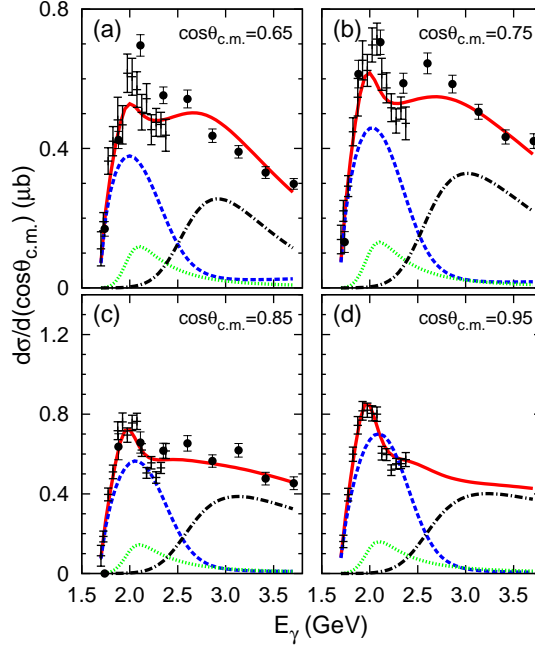 dσ/d(cosθc.m.) (μb)
0.8
0.4
0
(a)
cosθc.m.=0.65
(b)
cosθc.m.=0.75
1.2
0.8
0.4
0
(c)
cosθc.m.=0.85
(d)
cosθc.m.=0.95
1.5 2.0 2.5 3.0 3.5 2.0 2.5 3.0 3.5
Eγ (GeV)